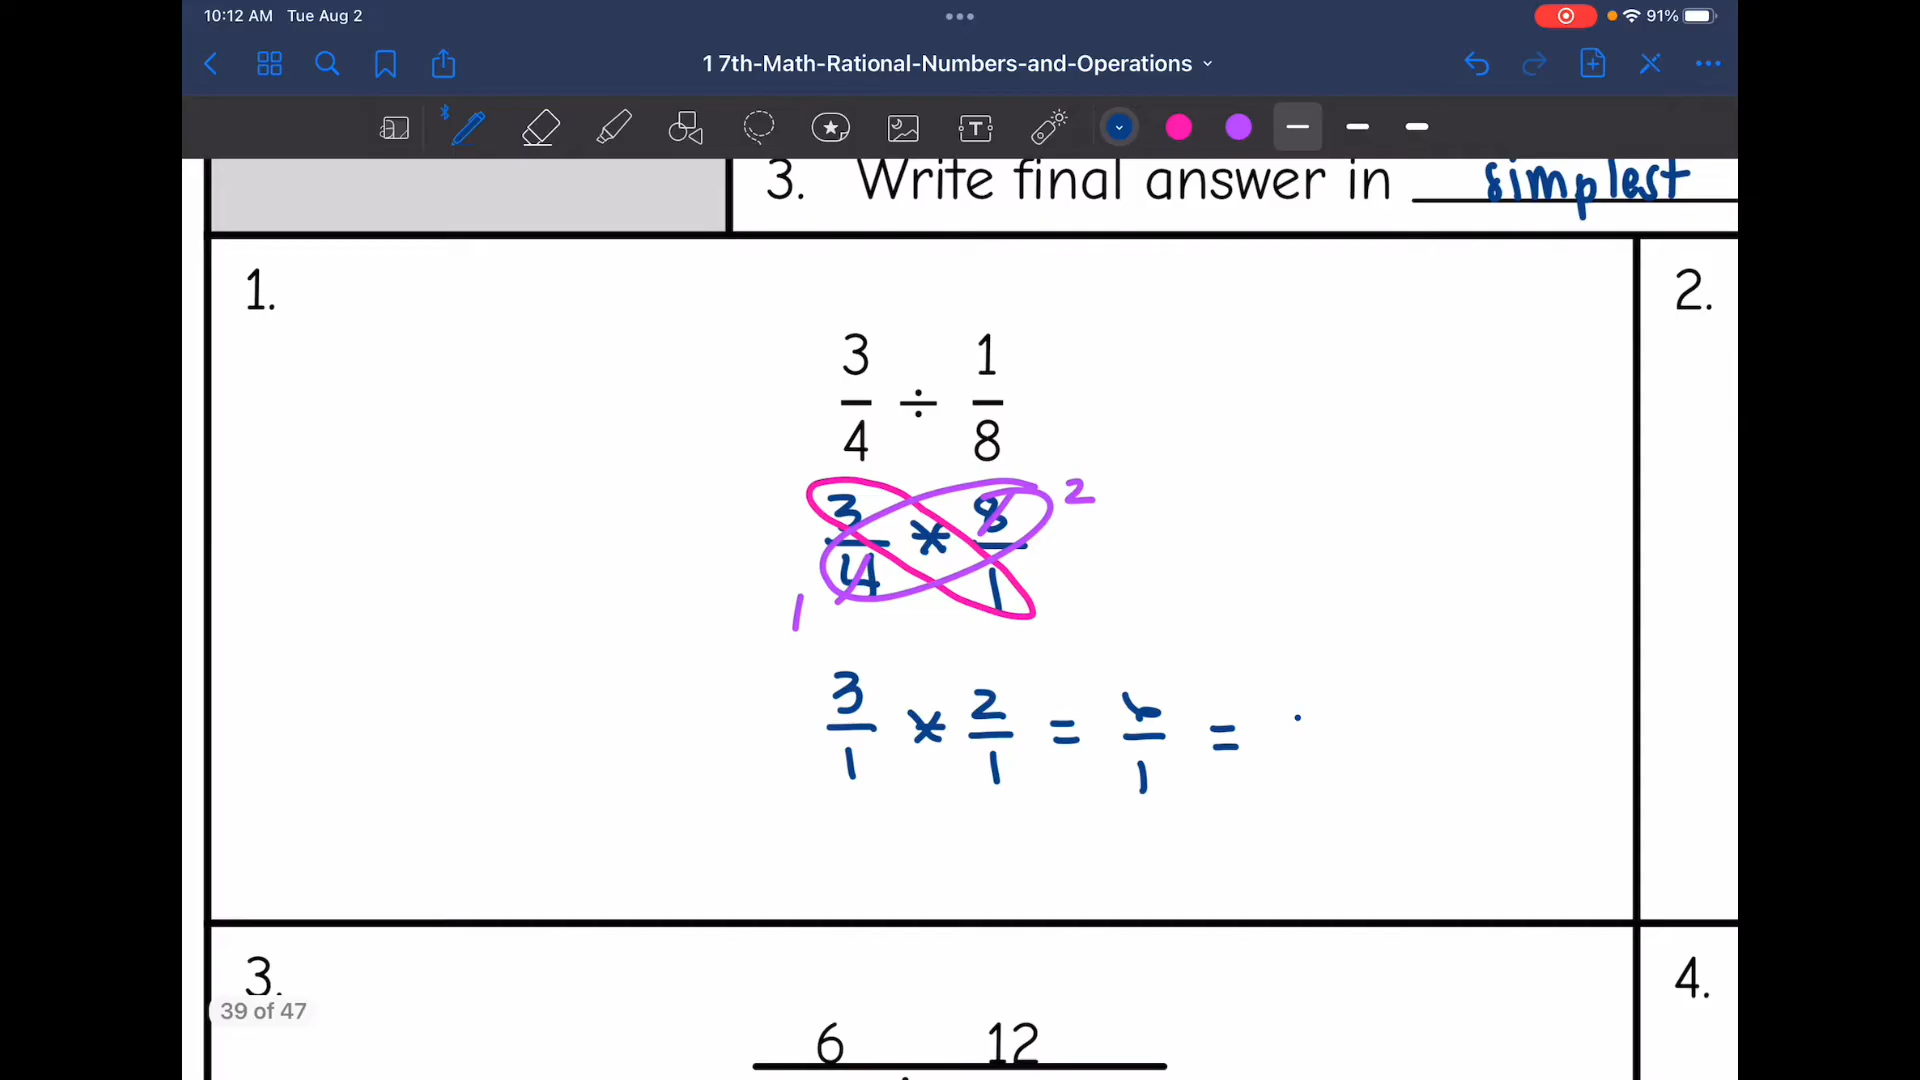 10:12 AM Tue Aug 2
91%
1 7th-Math-Rational-Numbers-and-Operations
3. Write final answer in simplest
1.
2.
3/4 ÷ 1/8
3/4 * 8/1
2
1
3/1 * 2/1 = 6/1 =
3.
4.
39 of 47
6 12